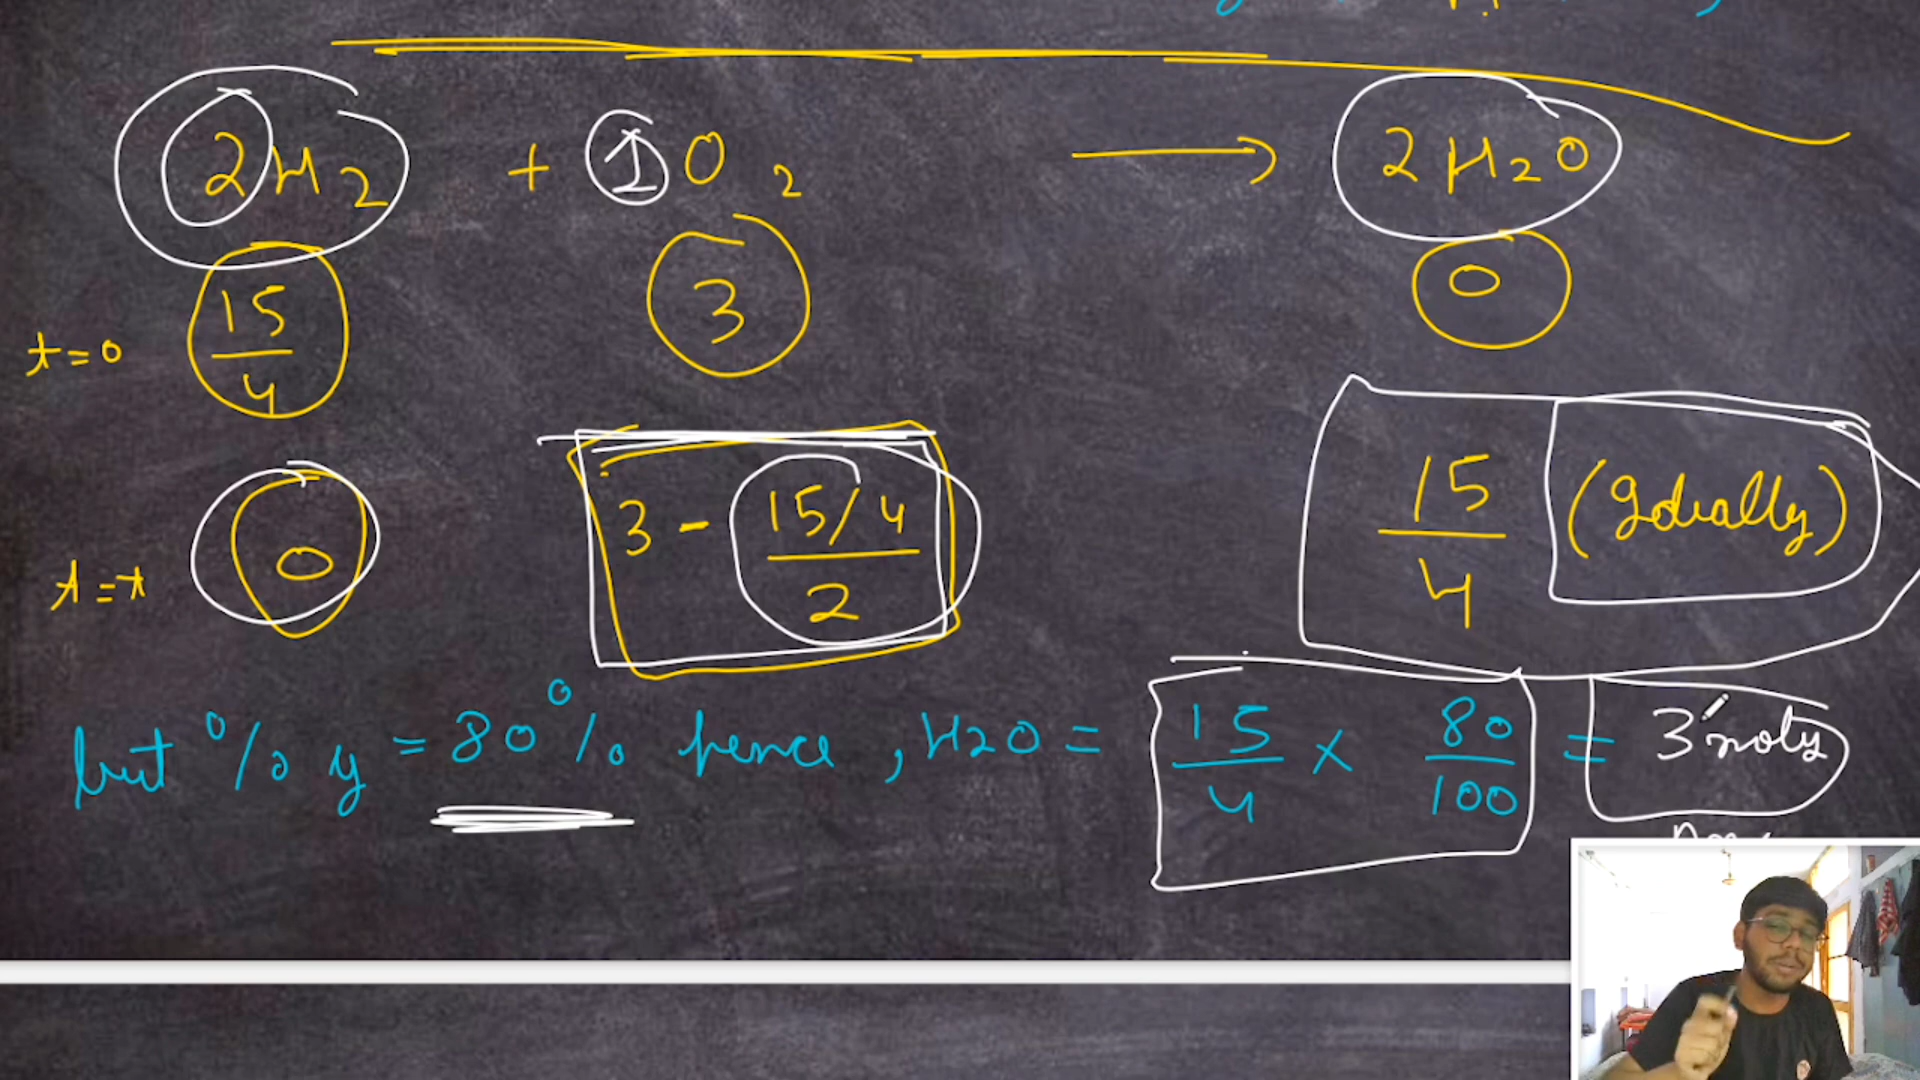 2H2 + 1O2 → 2H2O
t=0 15/4 3 0
t=t 0 3 - (15/4)/2 15/4 (Ideally)
but % y = 80% hence, H2O = 15/4 × 80/100 = 3 moles